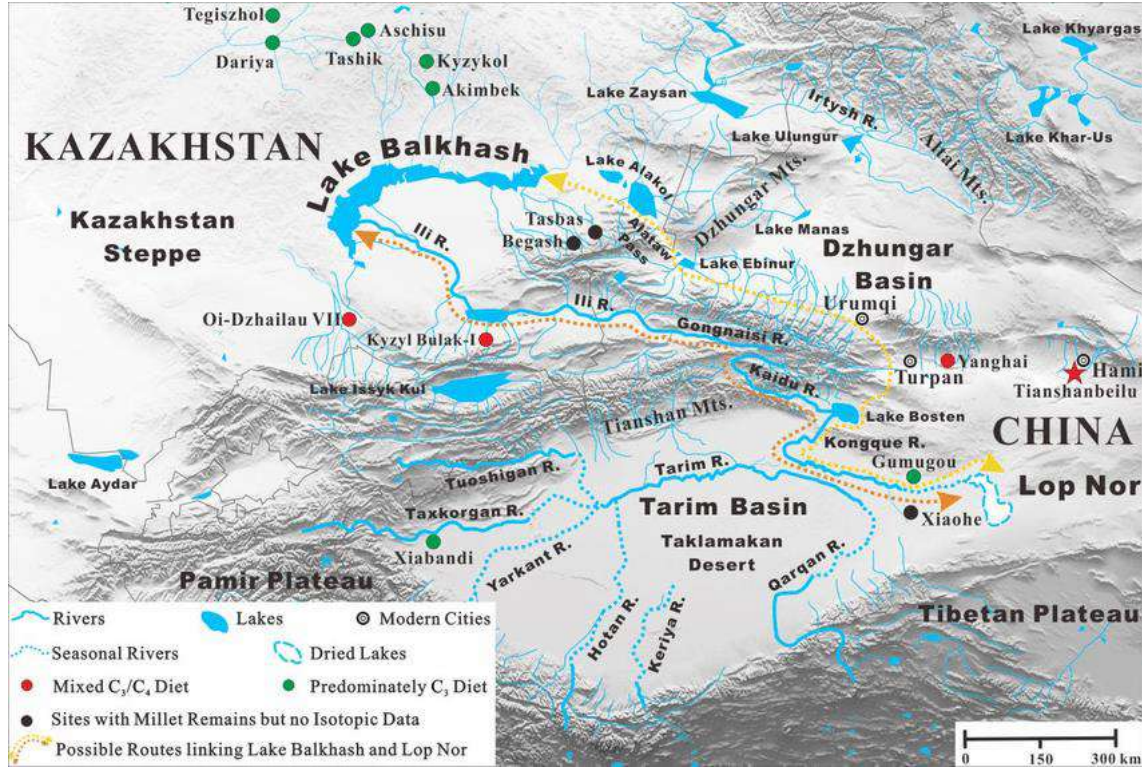 Tegiszhol
Aschisu
Dariya
Tashik
Kyzykol
Akimbek
Lake Khyargas
Lake Zaysan
Irtysh R.
Lake Ulungur
Lake Khar-Us
Altai Mts.
KAZAKHSTAN
Lake Balkhash
Lake Alakol
Dzhungar Mts.
Kazakhstan
Steppe
Tasbas
Begash
Alataw
Pass
Lake Manas
Ili R.
Lake Ebinur
Dzhungar
Basin
Urumqi
Oi-Dzhailau VII
Kyzyl Bulak-I
Ili R.
Gongnaisi R.
Yanghai
Hami
Turpan
Tianshanbeilu
Lake Issyk Kul
Kaidu R.
Tianshan Mts.
Lake Bosten
CHINA
Kongque R.
Gumugou
Lop Nor
Lake Aydar
Tuoshigan R.
Tarim R.
Taxkorgan R.
Tarim Basin
Xiaohe
Xiabandi
Taklamakan
Desert
Pamir Plateau
Yarkant R.
Hotan R.
Keriya R.
Qarqan R.
Tibetan Plateau
Rivers
Lakes
Modern Cities
Seasonal Rivers
Dried Lakes
Mixed C₃/C₄ Diet
Predominately C₃ Diet
Sites with Millet Remains but no Isotopic Data
Possible Routes linking Lake Balkhash and Lop Nor
0 150 300 km